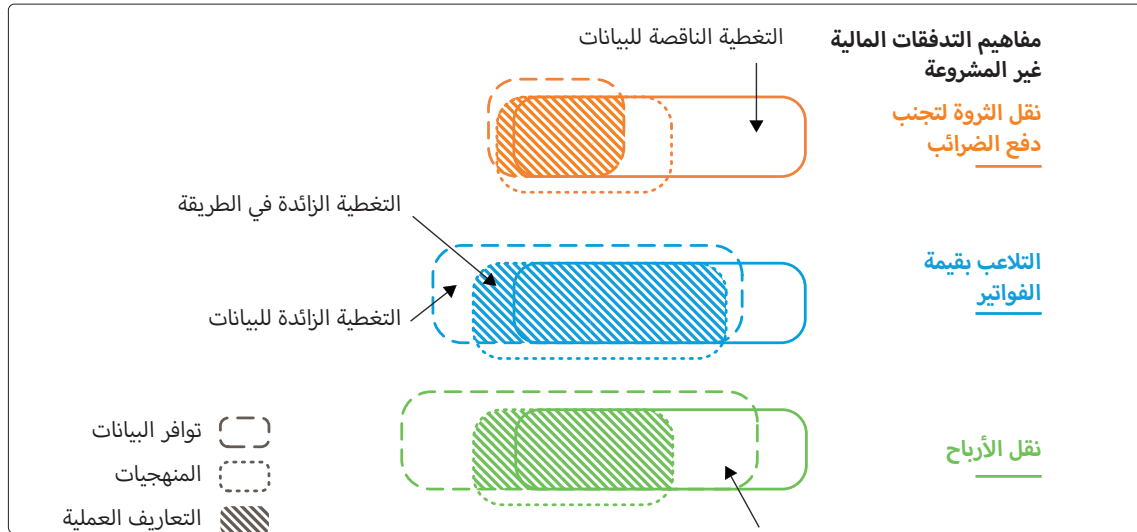 مفاهيم التدفقات المالية
غير المشروعة
التغطية الناقصة للبيانات
نقل الثروة لتجنب
دفع الضرائب
التغطية الزائدة في الطريقة
التلاعب بقيمة
الفواتير
التغطية الزائدة للبيانات
نقل الأرباح
توافر البيانات
المنهجيات
التعاريف العملية